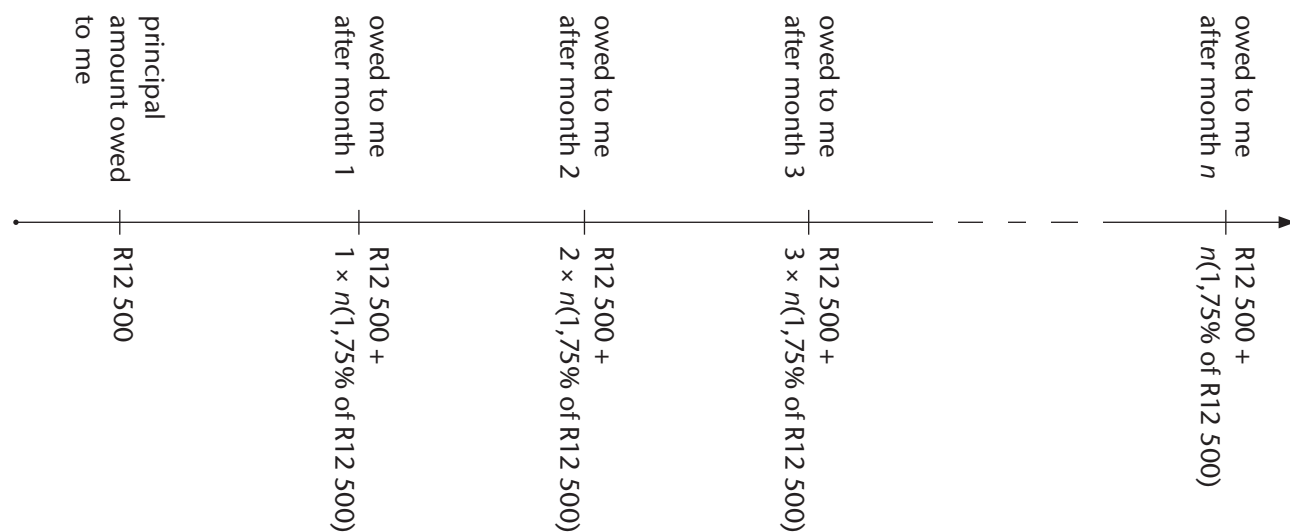 principal
amount owed
to me
owed to me
after month 1
owed to me
after month 2
owed to me
after month 3
owed to me
after month n
R12 500
R12 500 +
1 × n(1,75% of R12 500)
R12 500 +
2 × n(1,75% of R12 500)
R12 500 +
3 × n(1,75% of R12 500)
R12 500 +
n(1,75% of R12 500)